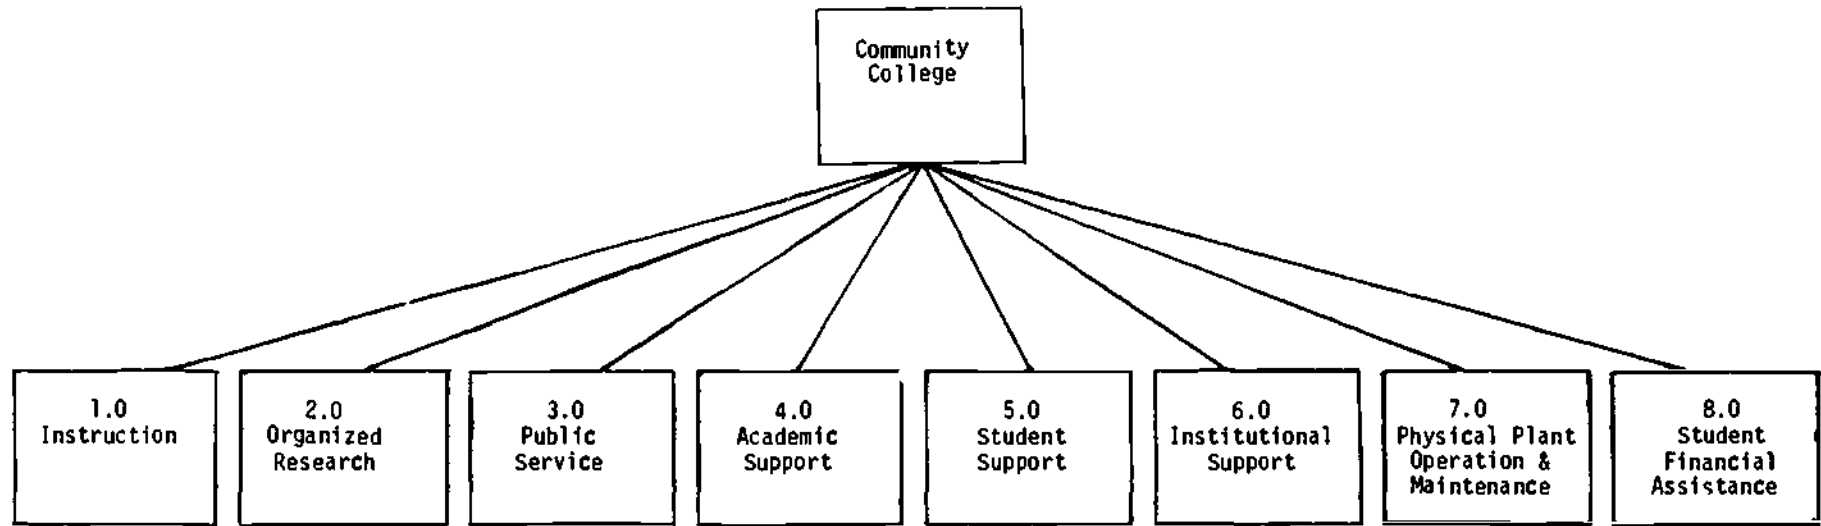 Community
College
1.0
Instruction
2.0
Organized
Research
3.0
Public
Service
4.0
Academic
Support
5.0
Student
Support
6.0
Institutional
Support
7.0
Physical Plant
Operation &
Maintenance
8.0
Student
Financial
Assistance